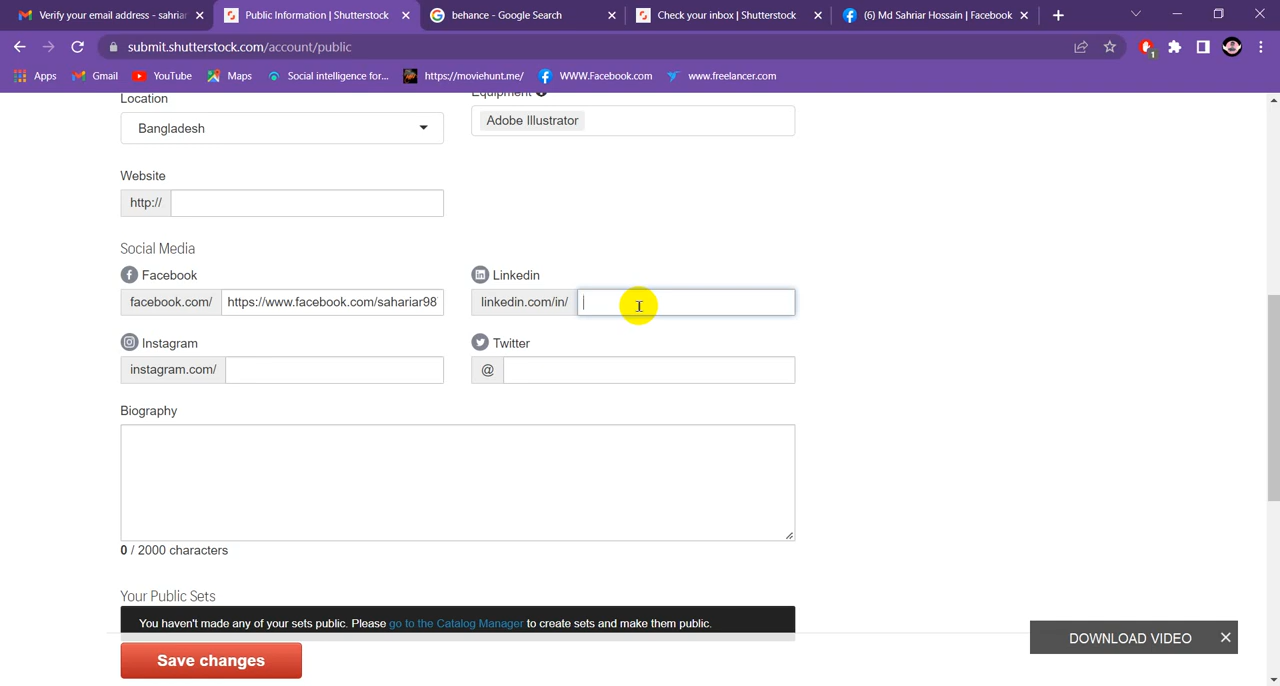 Verify your email address - sahriar
Public Information | Shutterstock
behance - Google Search
Check your inbox | Shutterstock
(6) Md Sahriar Hossain | Facebook
submit.shutterstock.com/account/public
1
Apps
Gmail
YouTube
Maps
Social intelligence for...
https://moviehunt.me/
WWW.Facebook.com
www.freelancer.com
Location
Equipment
Bangladesh
Adobe Illustrator
Website
http://
Social Media
Facebook
Linkedin
facebook.com/
https://www.facebook.com/sahariar98
linkedin.com/in/
Instagram
Twitter
instagram.com/
@
Biography
0 / 2000 characters
Your Public Sets
You haven't made any of your sets public. Please go to the Catalog Manager to create sets and make them public.
DOWNLOAD VIDEO
Save changes